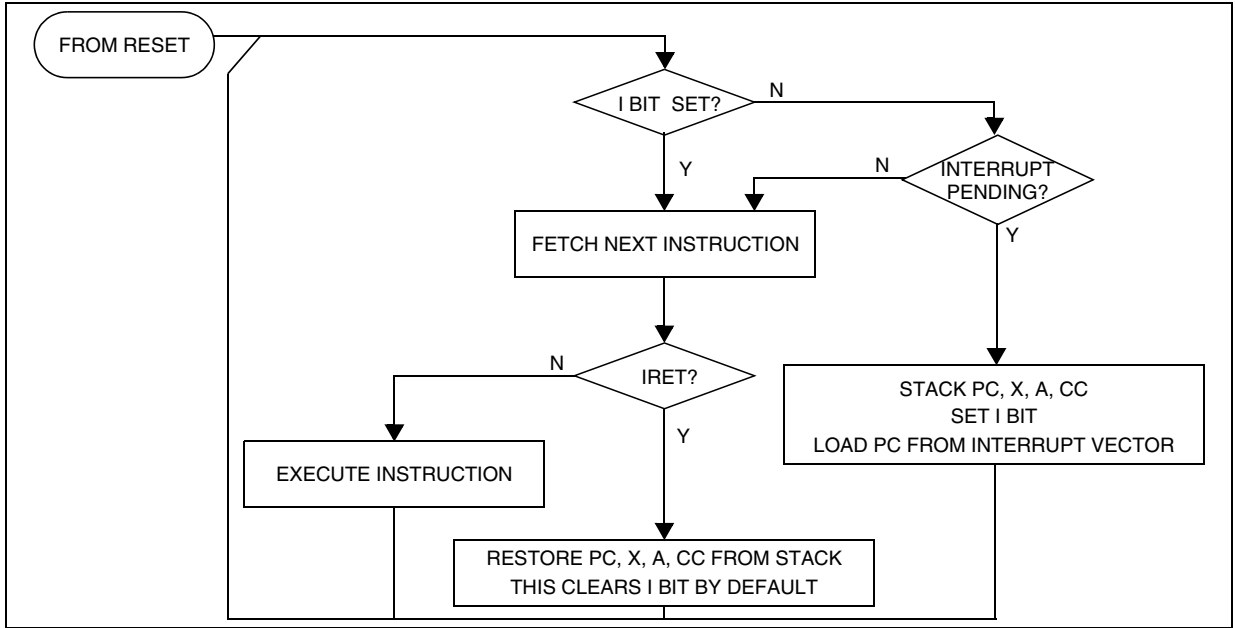 FROM RESET
I BIT SET?
N
Y
N
INTERRUPT
PENDING?
Y
FETCH NEXT INSTRUCTION
N
IRET?
Y
STACK PC, X, A, CC
SET I BIT
LOAD PC FROM INTERRUPT VECTOR
EXECUTE INSTRUCTION
RESTORE PC, X, A, CC FROM STACK
THIS CLEARS I BIT BY DEFAULT